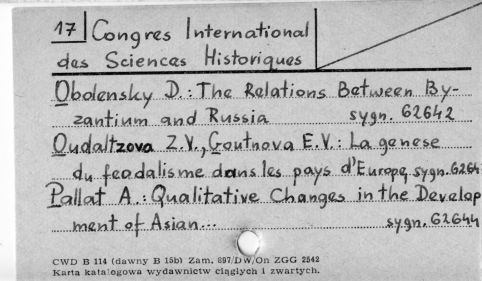 17 Congres International
des Sciences Historiques
Obolensky D.: The Relations Between By-
zantium and Russia sygn. 62642
Oudaltzova Z.V., Goutnova E.V.: La genese
du feodalisme dans les pays d'Europe, sygn. 6264
Pallat A.: Qualitative Changes in the Develop
ment of Asian... sygn. 62644
CWD B 114 (dawny B 15b) Zam. 897/DW/On ZGG 2542
Karta katalogowa wydawnictw ciągłych i zwartych.